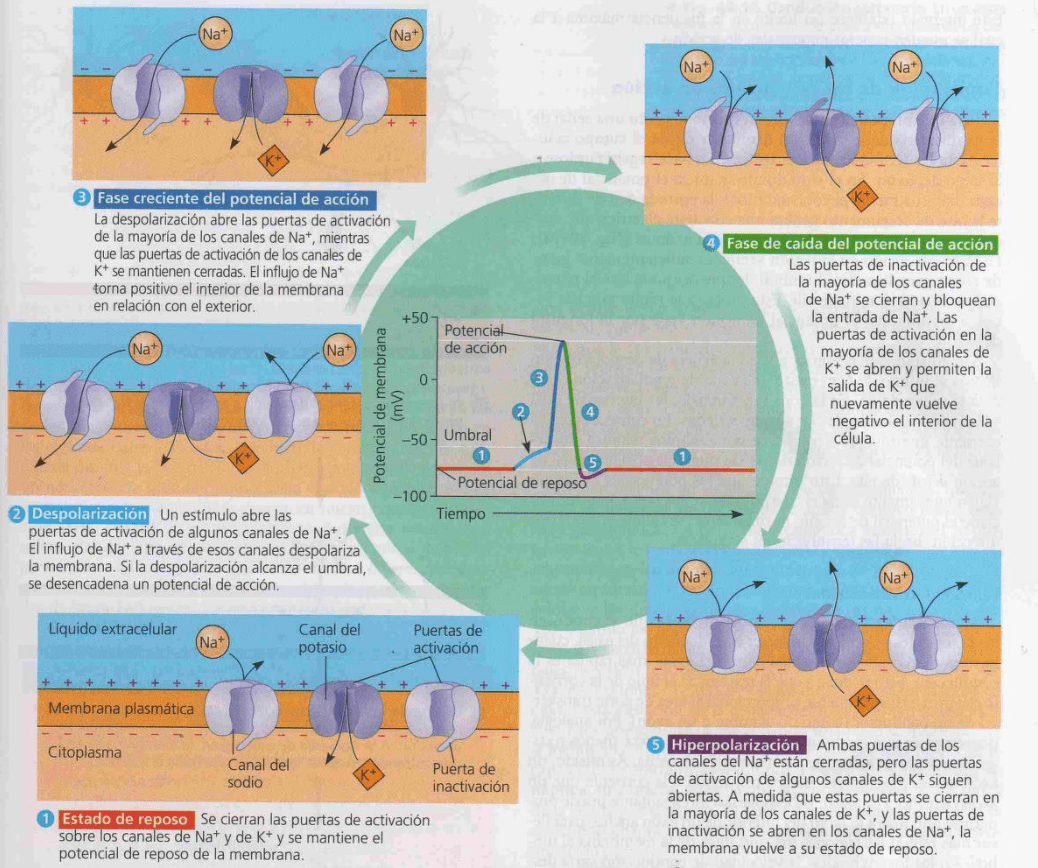 Na+
Na+
K+
3 Fase creciente del potencial de acción
La despolarización abre las puertas de activación
de la mayoría de los canales de Na+, mientras
que las puertas de activación de los canales de
K+ se mantienen cerradas. El influjo de Na+
torna positivo el interior de la membrana
en relación con el exterior.
Na+
Na+
K+
4 Fase de caída del potencial de acción
Las puertas de inactivación de
la mayoría de los canales
de Na+ se cierran y bloquean
la entrada de Na+. Las
puertas de activación en la
mayoría de los canales de
K+ se abren y permiten la
salida de K+ que
nuevamente vuelve
negativo el interior de la
célula.
Na+
Na+
K+
2 Despolarización Un estímulo abre las
puertas de activación de algunos canales de Na+.
El influjo de Na+ a través de esos canales despolariza
la membrana. Si la despolarización alcanza el umbral,
se desencadena un potencial de acción.
Potencial de membrana
(mV)
+50
0
−50
−100
Potencial
de acción
3
2
4
Umbral
1
5
1
Potencial de reposo
Tiempo
Líquido extracelular
Na+
Canal del
potasio
Puertas de
activación
Membrana plasmática
Citoplasma
Canal del
sodio
K+
Puerta de
inactivación
1 Estado de reposo Se cierran las puertas de activación
sobre los canales de Na+ y de K+ y se mantiene el
potencial de reposo de la membrana.
Na+
Na+
K+
5 Hiperpolarización Ambas puertas de los
canales del Na+ están cerradas, pero las puertas
de activación de algunos canales de K+ siguen
abiertas. A medida que estas puertas se cierran en
la mayoría de los canales de K+, y las puertas de
inactivación se abren en los canales de Na+, la
membrana vuelve a su estado de reposo.